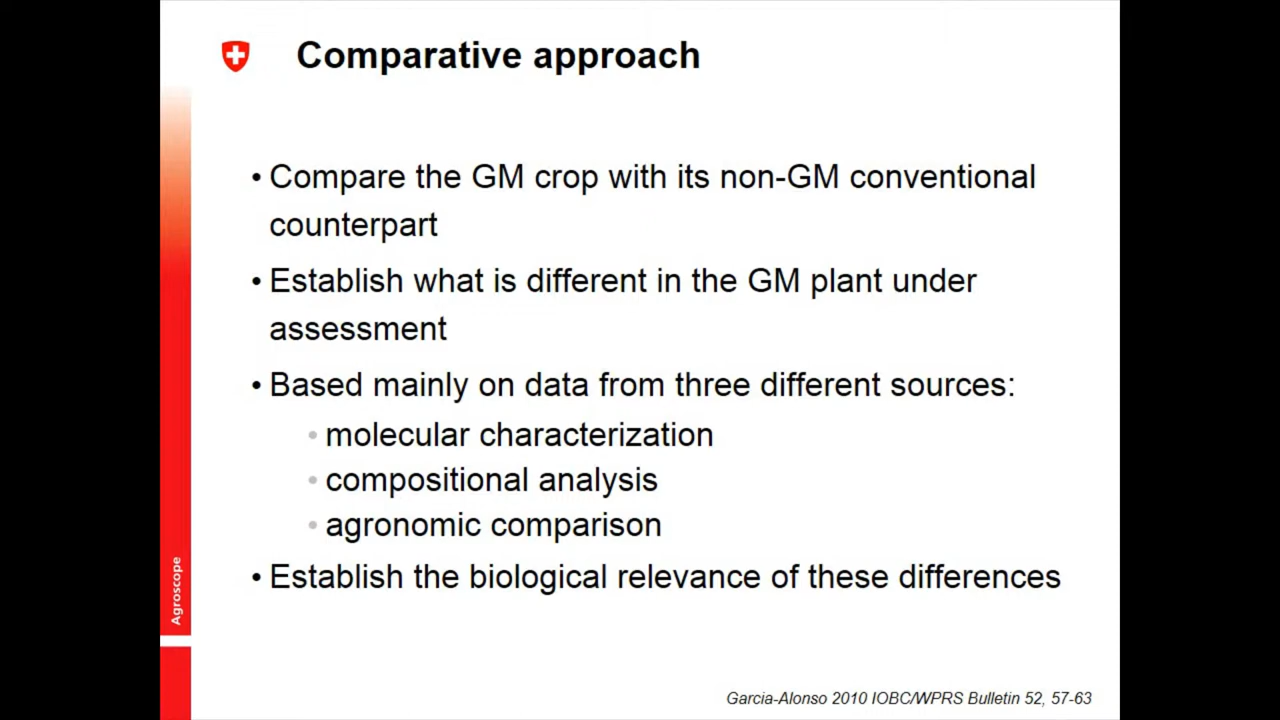 Comparative approach
• Compare the GM crop with its non-GM conventional
counterpart
• Establish what is different in the GM plant under
assessment
• Based mainly on data from three different sources:
• molecular characterization
• compositional analysis
• agronomic comparison
• Establish the biological relevance of these differences
Agroscope
Garcia-Alonso 2010 IOBC/WPRS Bulletin 52, 57-63